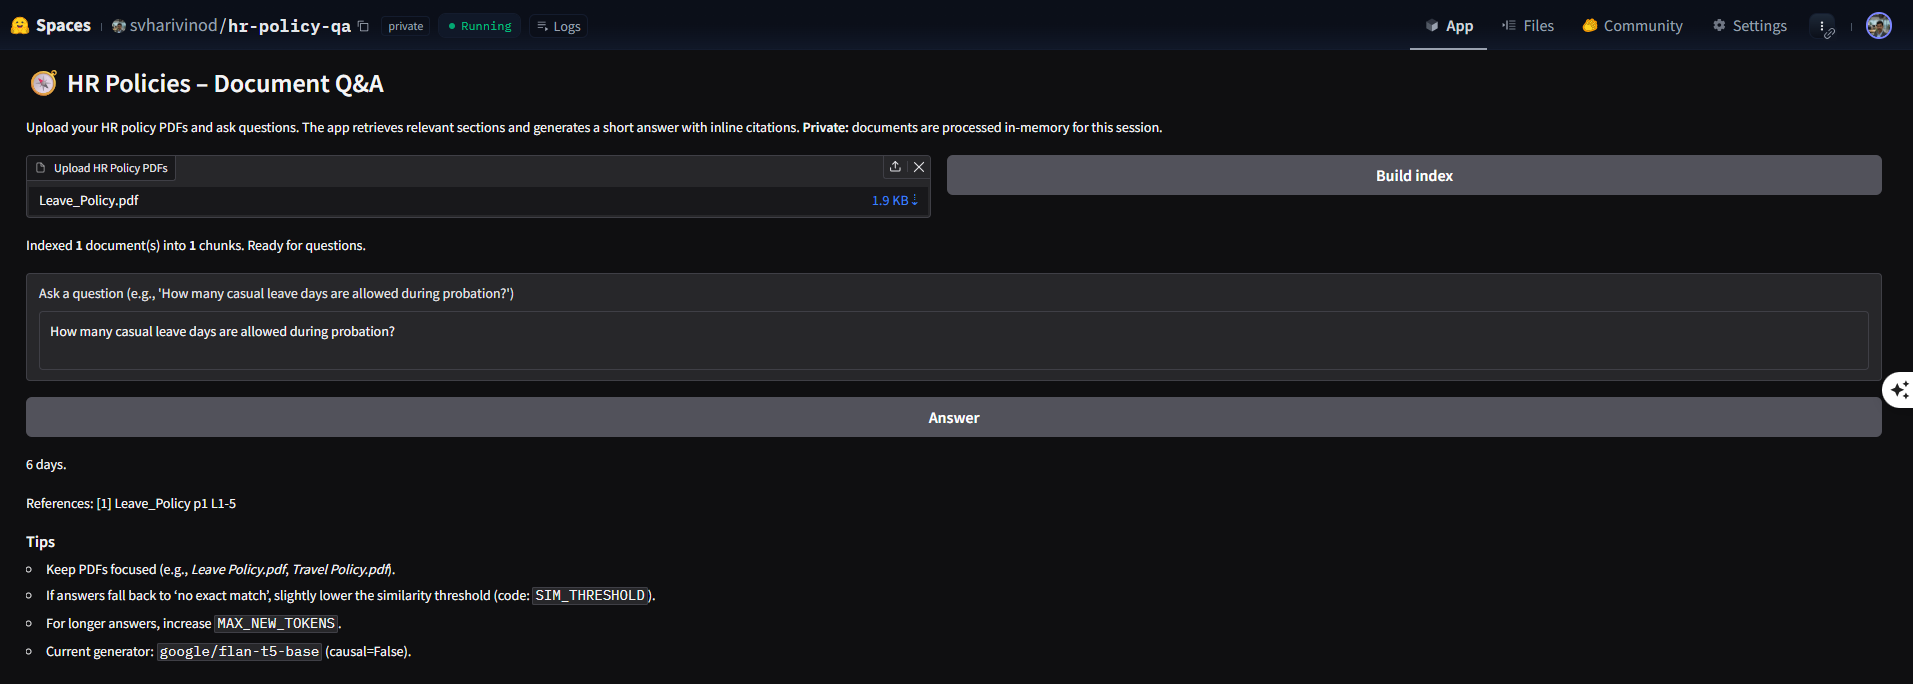 Spaces svharivinod/hr-policy-qa private Running Logs App Files Community Settings
HR Policies – Document Q&A
Upload your HR policy PDFs and ask questions. The app retrieves relevant sections and generates a short answer with inline citations. Private: documents are processed in-memory for this session.
Upload HR Policy PDFs
Build index
Leave_Policy.pdf 1.9 KB ⇣
Indexed 1 document(s) into 1 chunks. Ready for questions.
Ask a question (e.g., 'How many casual leave days are allowed during probation?')
How many casual leave days are allowed during probation?
Answer
6 days.
References: [1] Leave_Policy p1 L1-5
Tips
Keep PDFs focused (e.g., Leave Policy.pdf, Travel Policy.pdf).
If answers fall back to ‘no exact match’, slightly lower the similarity threshold (code: SIM_THRESHOLD).
For longer answers, increase MAX_NEW_TOKENS.
Current generator: google/flan-t5-base (causal=False).